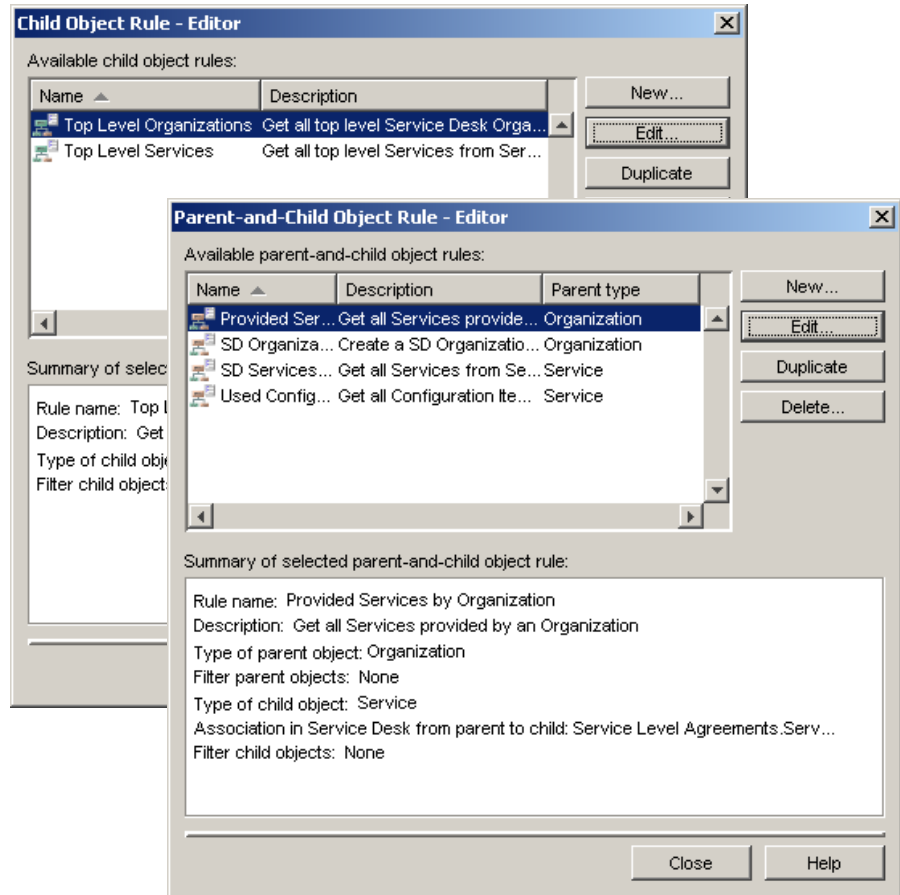 Child Object Rule - Editor
Available child object rules:
Name Description
Top Level Organizations Get all top level Service Desk Orga...
Top Level Services Get all top level Services from Ser...
New...
Edit...
Duplicate
Summary of selec
Rule name: Top L
Description: Get
Type of child obje
Filter child object
Parent-and-Child Object Rule - Editor
Available parent-and-child object rules:
Name Description Parent type
Provided Ser... Get all Services provide... Organization
SD Organiza... Create a SD Organizatio... Organization
SD Services... Get all Services from Se... Service
Used Config... Get all Configuration Ite... Service
New...
Edit...
Duplicate
Delete...
Summary of selected parent-and-child object rule:
Rule name: Provided Services by Organization
Description: Get all Services provided by an Organization
Type of parent object: Organization
Filter parent objects: None
Type of child object: Service
Association in Service Desk from parent to child: Service Level Agreements.Serv...
Filter child objects: None
Close Help